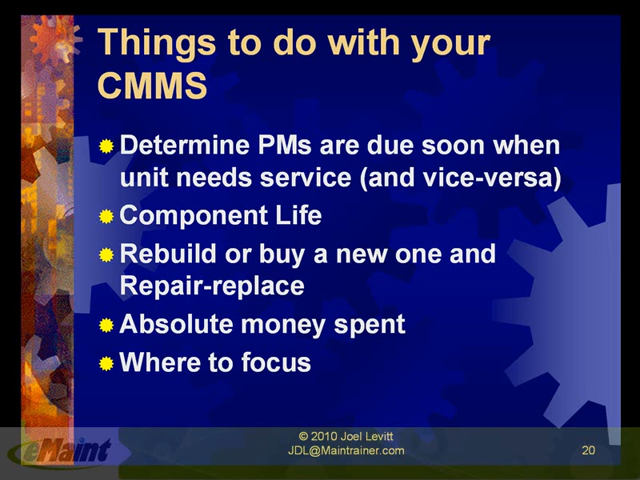 Things to do with your
CMMS
Determine PMs are due soon when
unit needs service (and vice-versa)
Component Life
Rebuild or buy a new one and
Repair-replace
Absolute money spent
Where to focus
© 2010 Joel Levitt
JDL@Maintrainer.com
20
eMaint